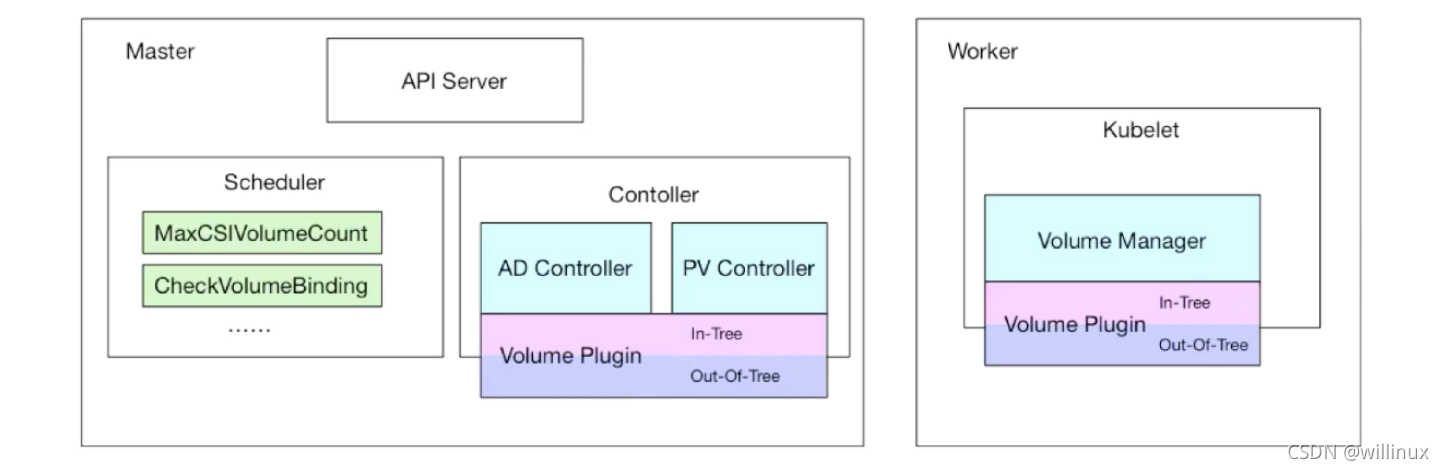 Master
API Server
Scheduler
MaxCSIVolumeCount
CheckVolumeBinding
......
Contoller
AD Controller
PV Controller
Volume Plugin
In-Tree
Out-Of-Tree
Worker
Kubelet
Volume Manager
Volume Plugin
In-Tree
Out-Of-Tree
CSDN @willinux